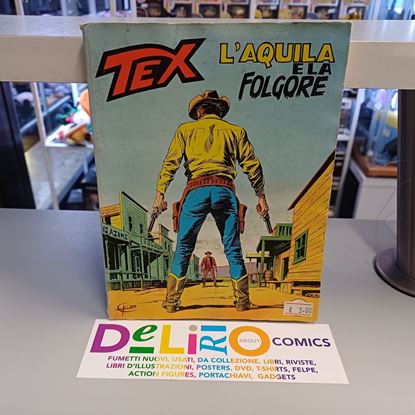 TEX
L'AQUILA
E LA
FOLGORE
€ 3.00
DELIRIO ABOUT COMICS
FUMETTI NUOVI, USATI, DA COLLEZIONE, LIBRI, RIVISTE,
LIBRI D'ILLUSTRAZIONI, POSTERS, DVD, T-SHIRTS, FELPE,
ACTION FIGURES, PORTACHIAVI, GADGETS